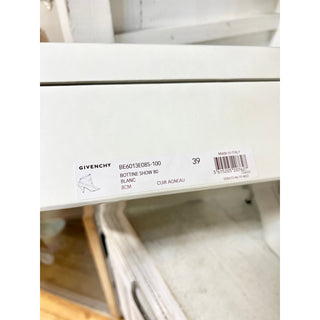 GIVENCHY
BE6013E08S-100
39
MADE IN ITALY
BOTTINE SHOW 80
BLANC
8CM
CUIR AGNEAU